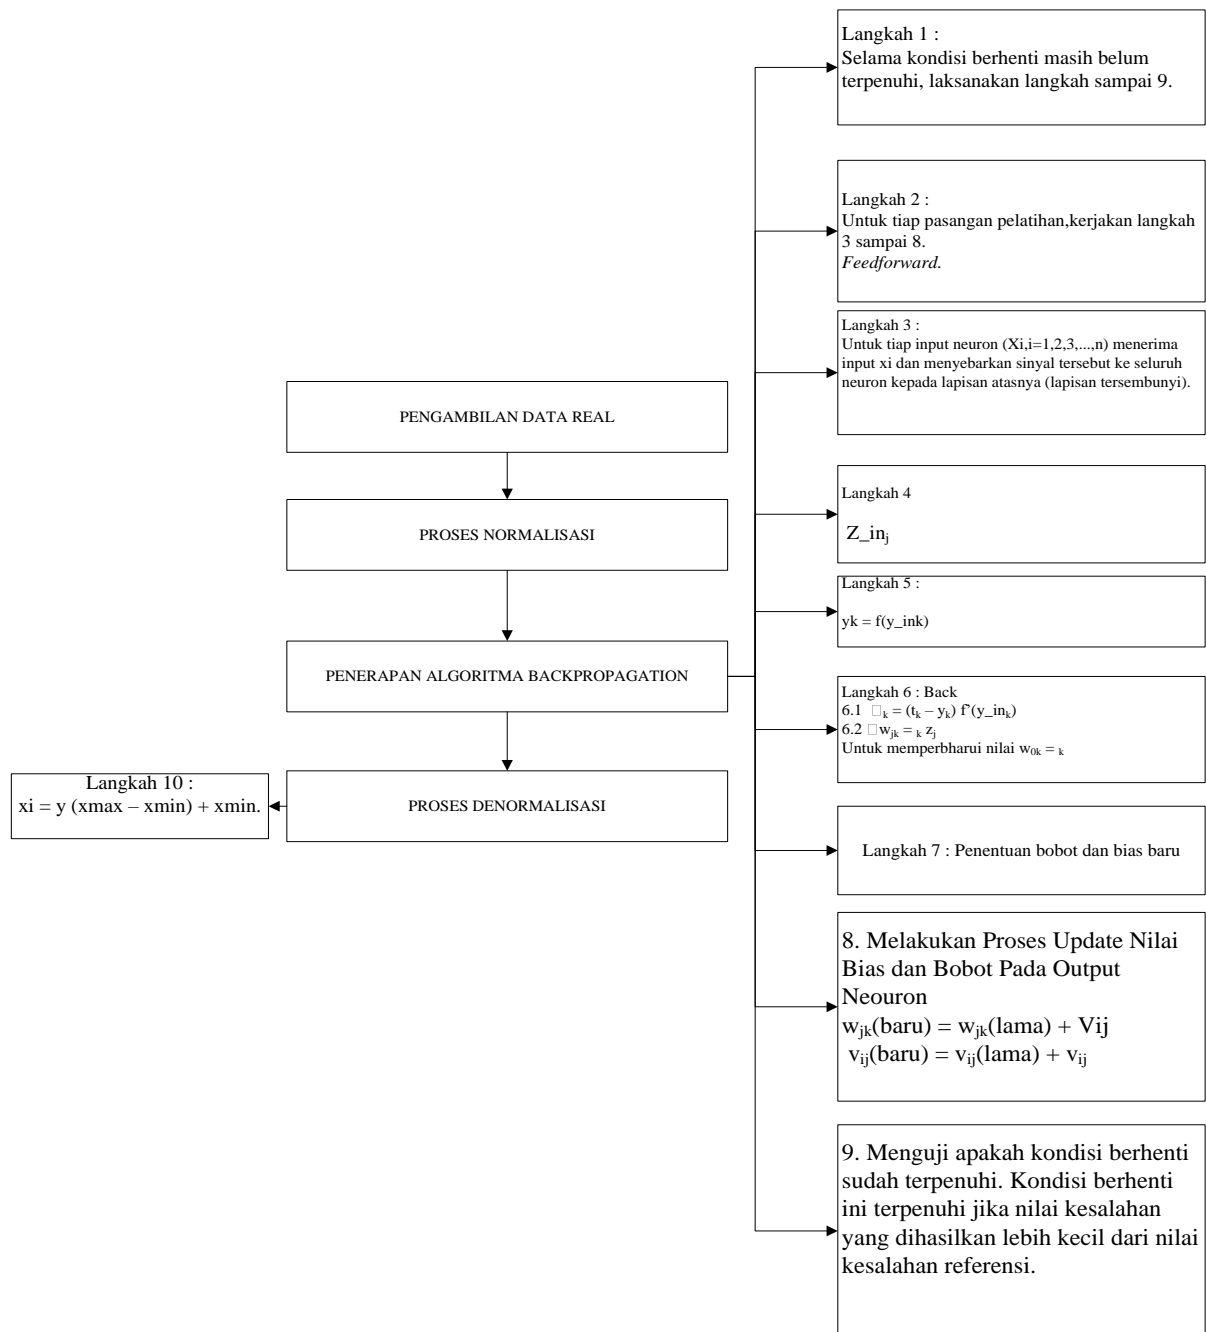 PENGAMBILAN DATA REAL
PROSES NORMALISASI
PENERAPAN ALGORITMA BACKPROPAGATION
PROSES DENORMALISASI
Langkah 10 :
xi = y (xmax – xmin) + xmin.
Langkah 1 :
Selama kondisi berhenti masih belum
terpenuhi, laksanakan langkah sampai 9.
Langkah 2 :
Untuk tiap pasangan pelatihan,kerjakan langkah
3 sampai 8.
Feedforward.
Langkah 3 :
Untuk tiap input neuron (Xi,i=1,2,3,...,n) menerima
input xi dan menyebarkan sinyal tersebut ke seluruh
neuron kepada lapisan atasnya (lapisan tersembunyi).
Langkah 4
Z_inj
Langkah 5 :
yk = f(y_ink)
Langkah 6 : Back
6.1 □k = (tk – yk) f’(y_ink)
6.2 □wjk = k zj
Untuk memperbharui nilai w0k = k
Langkah 7 : Penentuan bobot dan bias baru
8. Melakukan Proses Update Nilai
Bias dan Bobot Pada Output
Neouron
wjk(baru) = wjk(lama) + Vij
vij(baru) = vij(lama) + vij
9. Menguji apakah kondisi berhenti
sudah terpenuhi. Kondisi berhenti
ini terpenuhi jika nilai kesalahan
yang dihasilkan lebih kecil dari nilai
kesalahan referensi.